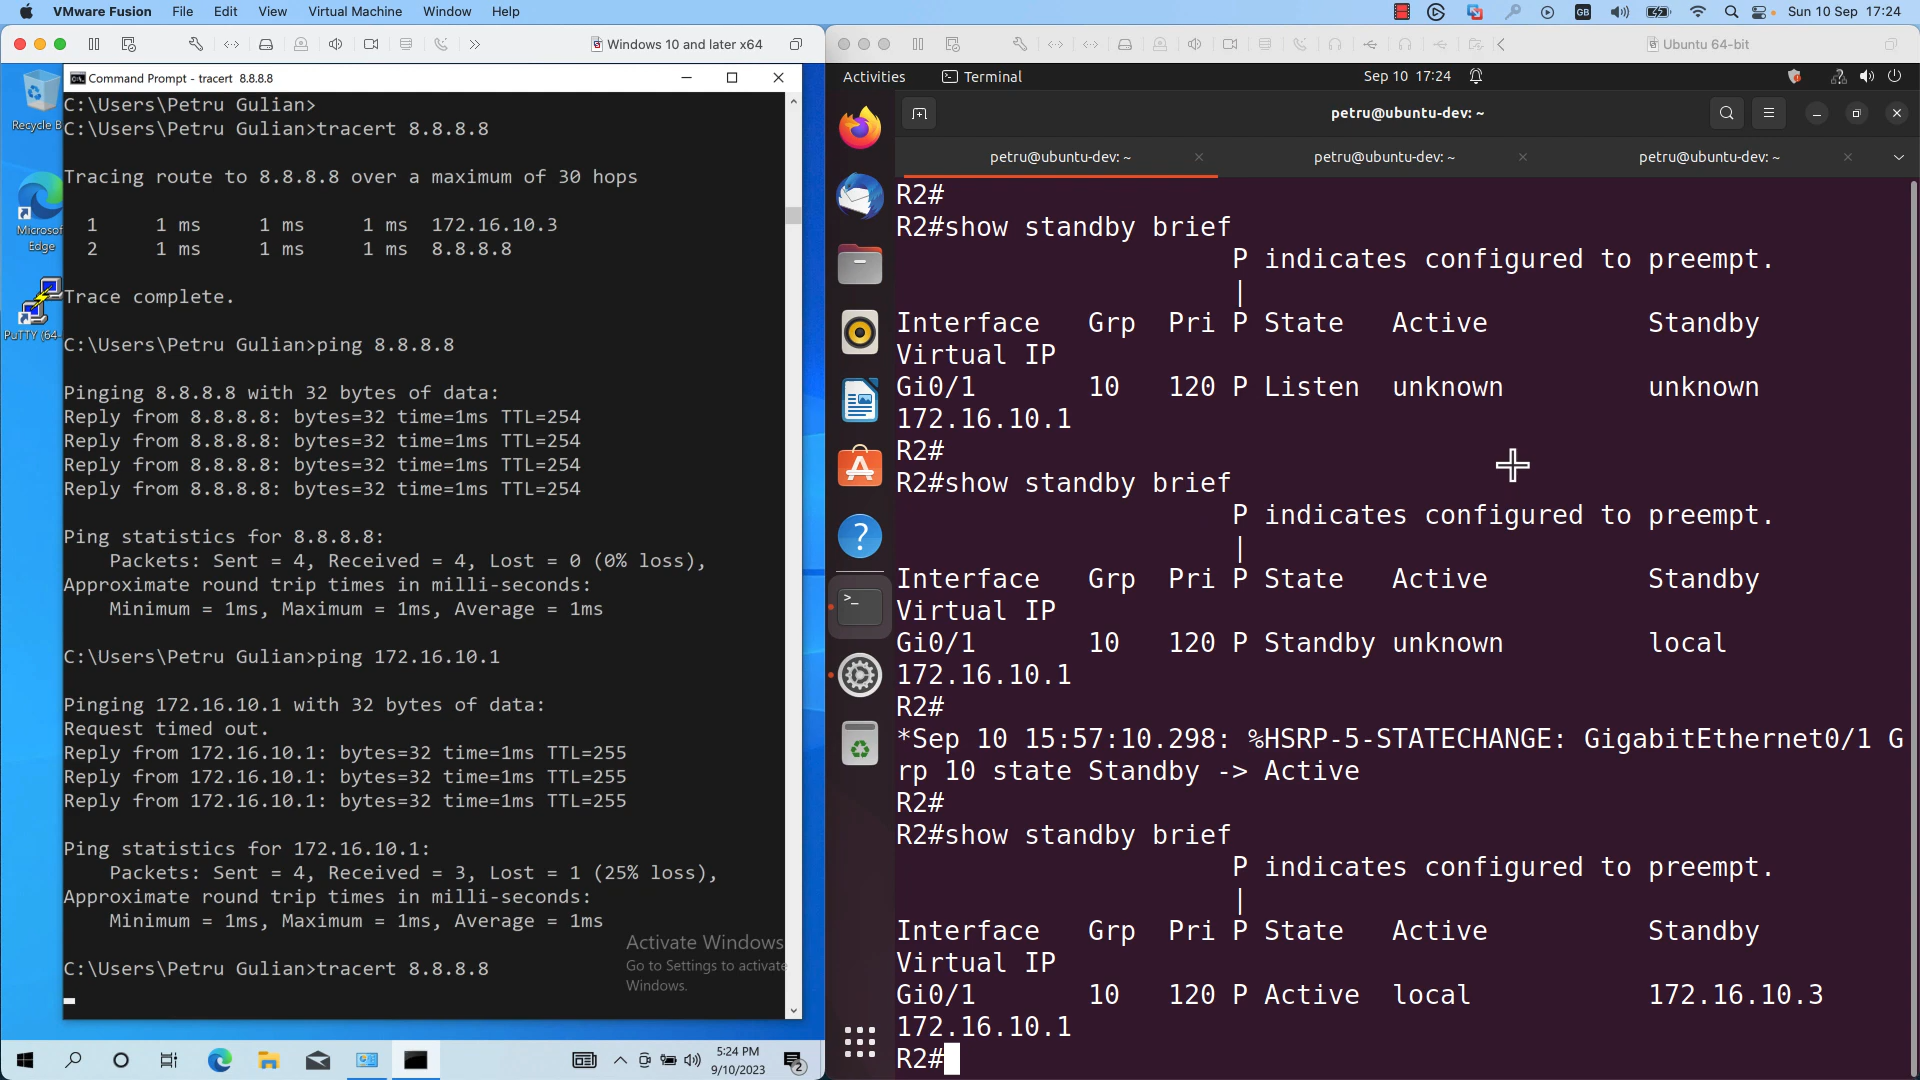 VMware Fusion File Edit View Virtual Machine Window Help
GB Sun 10 Sep 17:24
Windows 10 and later x64
Ubuntu 64-bit
Recycle B
Microsof
Edge
PuTTY (64-
Command Prompt - tracert 8.8.8.8
C:\Users\Petru Gulian>
C:\Users\Petru Gulian>tracert 8.8.8.8
Tracing route to 8.8.8.8 over a maximum of 30 hops
1 1 ms 1 ms 1 ms 172.16.10.3
2 1 ms 1 ms 1 ms 8.8.8.8
Trace complete.
C:\Users\Petru Gulian>ping 8.8.8.8
Pinging 8.8.8.8 with 32 bytes of data:
Reply from 8.8.8.8: bytes=32 time=1ms TTL=254
Reply from 8.8.8.8: bytes=32 time=1ms TTL=254
Reply from 8.8.8.8: bytes=32 time=1ms TTL=254
Reply from 8.8.8.8: bytes=32 time=1ms TTL=254
Ping statistics for 8.8.8.8:
Packets: Sent = 4, Received = 4, Lost = 0 (0% loss),
Approximate round trip times in milli-seconds:
Minimum = 1ms, Maximum = 1ms, Average = 1ms
C:\Users\Petru Gulian>ping 172.16.10.1
Pinging 172.16.10.1 with 32 bytes of data:
Request timed out.
Reply from 172.16.10.1: bytes=32 time=1ms TTL=255
Reply from 172.16.10.1: bytes=32 time=1ms TTL=255
Reply from 172.16.10.1: bytes=32 time=1ms TTL=255
Ping statistics for 172.16.10.1:
Packets: Sent = 4, Received = 3, Lost = 1 (25% loss),
Approximate round trip times in milli-seconds:
Minimum = 1ms, Maximum = 1ms, Average = 1ms
C:\Users\Petru Gulian>tracert 8.8.8.8
Activate Windows
Go to Settings to activate
Windows.
5:24 PM
9/10/2023
2
Activities Terminal Sep 10 17:24
petru@ubuntu-dev: ~
petru@ubuntu-dev: ~ petru@ubuntu-dev: ~ petru@ubuntu-dev: ~
R2#
R2#show standby brief
P indicates configured to preempt.
|
Interface Grp Pri P State Active Standby
Virtual IP
Gi0/1 10 120 P Listen unknown unknown
172.16.10.1
R2#
R2#show standby brief
P indicates configured to preempt.
|
Interface Grp Pri P State Active Standby
Virtual IP
Gi0/1 10 120 P Standby unknown local
172.16.10.1
R2#
*Sep 10 15:57:10.298: %HSRP-5-STATECHANGE: GigabitEthernet0/1 G
rp 10 state Standby -> Active
R2#
R2#show standby brief
P indicates configured to preempt.
|
Interface Grp Pri P State Active Standby
Virtual IP
Gi0/1 10 120 P Active local 172.16.10.3
172.16.10.1
R2#